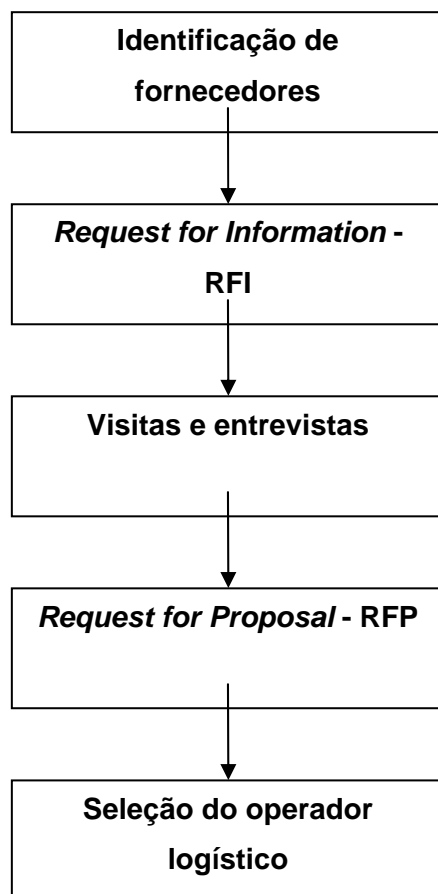 Identificação de
fornecedores
Request for Information -
RFI
Visitas e entrevistas
Request for Proposal - RFP
Seleção do operador
logístico